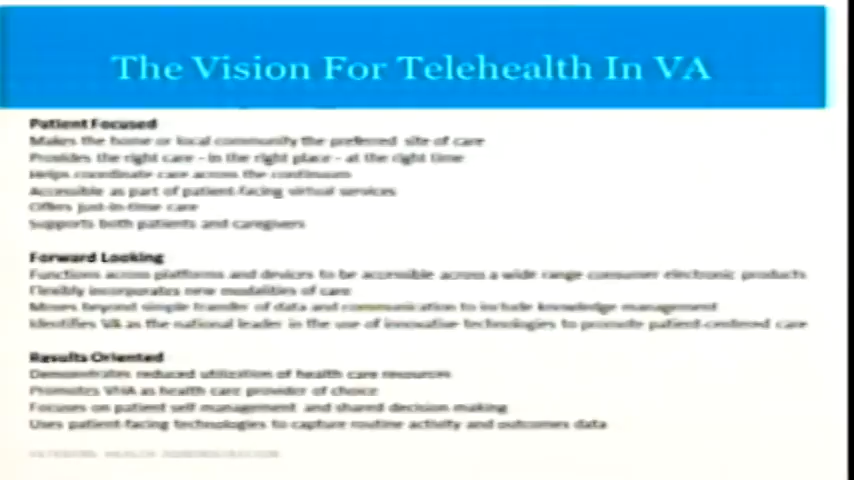 The Vision For Telehealth In VA
Patient Focused
Makes the home or local community the preferred site of care
Provides the right care - in the right place - at the right time
Helps coordinate care across the continuum
Accessible as part of patient-facing virtual services
Offers just-in-time care
Supports both patients and caregivers
Forward Looking
Functions across platforms and devices to be accessible across a wide range consumer electronic products
Flexibly incorporates new modalities of care
Moves beyond simple transfer of data and communication to include knowledge management
Identifies VA as the national leader in the use of innovative technologies to promote patient-centered care
Results Oriented
Demonstrates reduced utilization of health care resources
Promotes VHA as health care provider of choice
Focuses on patient self management and shared decision making
Uses patient-facing technologies to capture routine activity and outcomes data
VETERANS HEALTH ADMINISTRATION